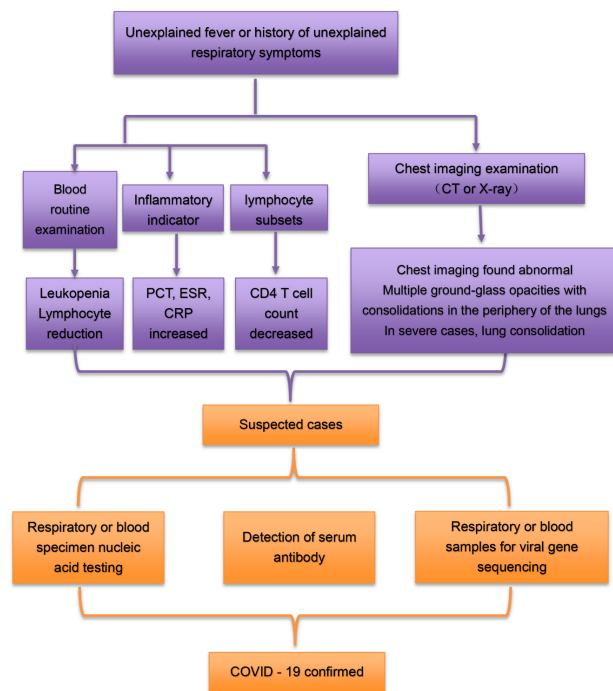 Unexplained fever or history of unexplained
respiratory symptoms
Blood
routine
examination
Inflammatory
indicator
lymphocyte
subsets
Chest imaging examination
（CT or X-ray）
Leukopenia
Lymphocyte
reduction
PCT, ESR,
CRP
increased
CD4 T cell
count
decreased
Chest imaging found abnormal
Multiple ground-glass opacities with
consolidations in the periphery of the lungs
In severe cases, lung consolidation
Suspected cases
Respiratory or blood
specimen nucleic
acid testing
Detection of serum
antibody
Respiratory or blood
samples for viral gene
sequencing
COVID - 19 confirmed